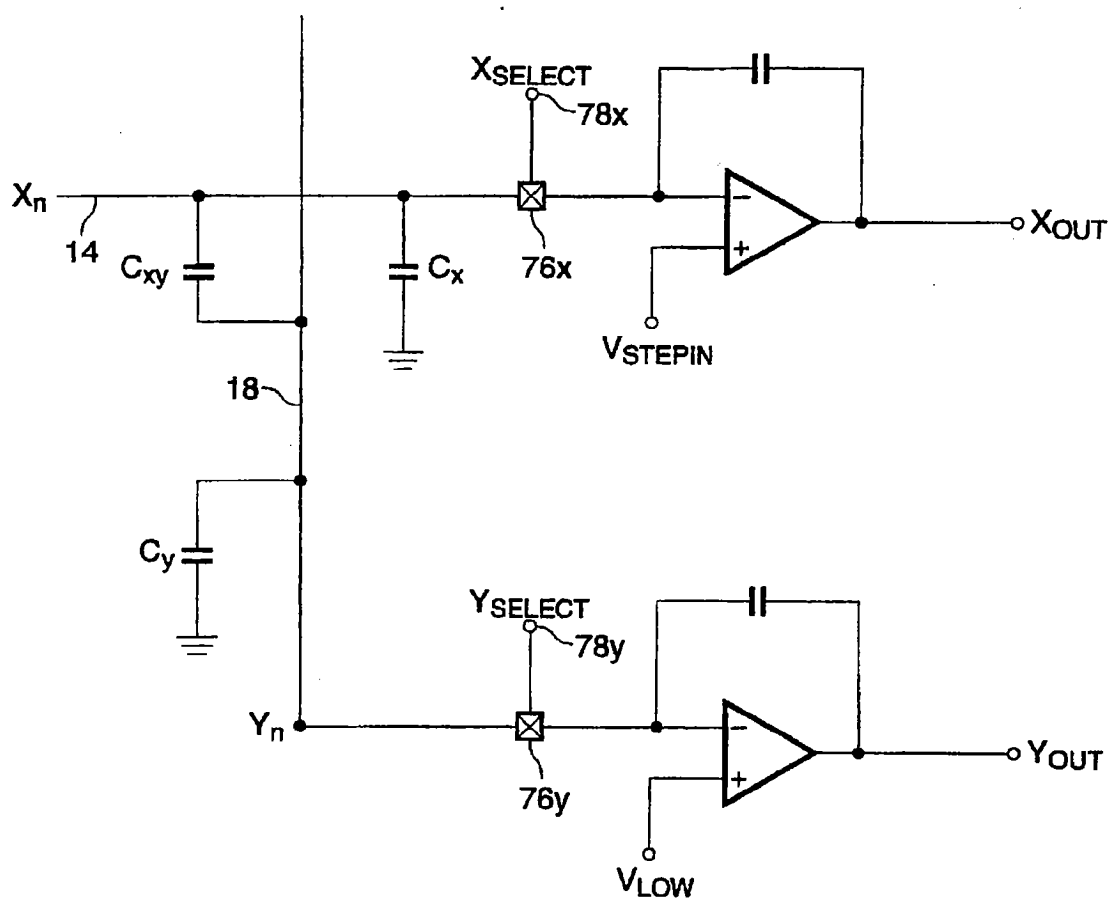 XSELECT
78x
Xn
14
Cxy
Cx
76x
−
+
XOUT
VSTEPIN
18
Cy
YSELECT
78y
Yn
76y
−
+
YOUT
VLOW